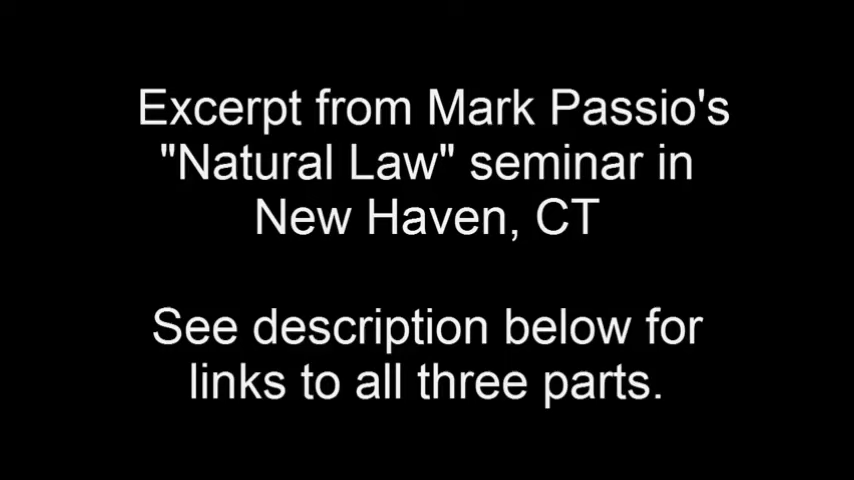 Excerpt from Mark Passio's
"Natural Law" seminar in
New Haven, CT
See description below for
links to all three parts.